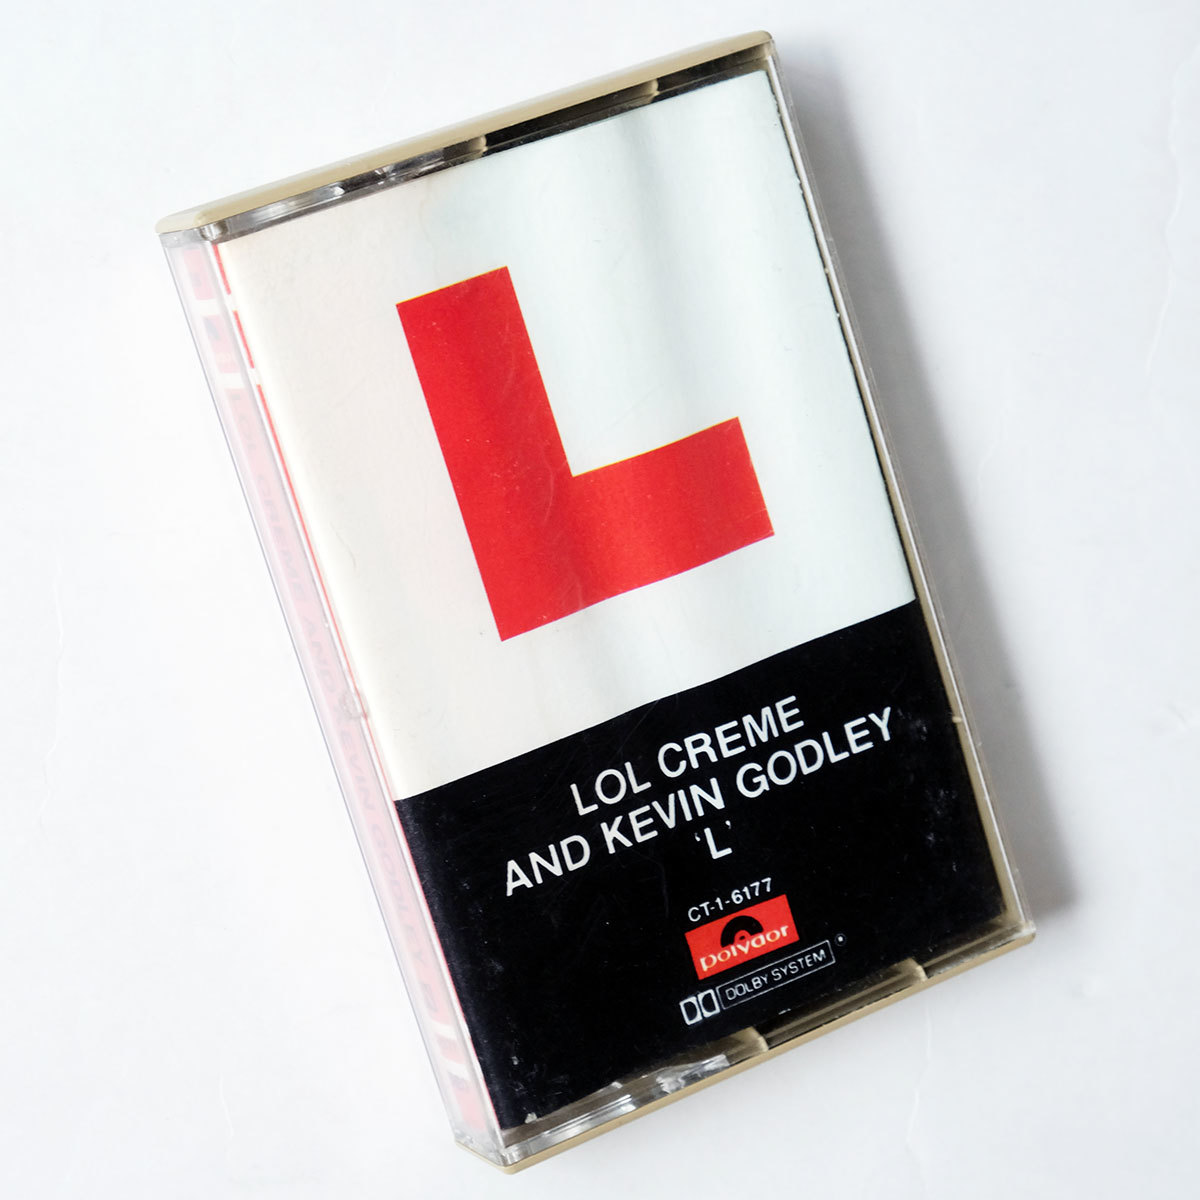 L
LOL CREME
AND KEVIN GODLEY
‘L’
CT-1-6177
polydor
DOLBY SYSTEM